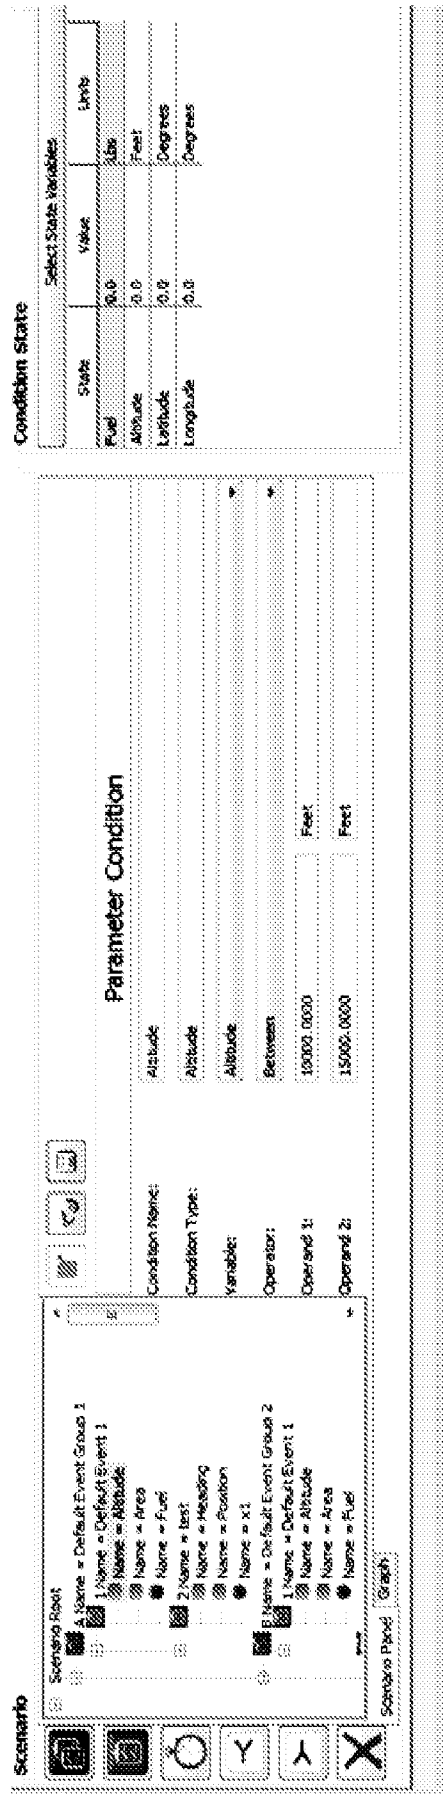 Scenario
Scenario Root
A Name = Default Event Group 1
1 Name = Default Event 1
Name = Altitude
Name = Area
Name = Fuel
2 Name = test
Name = Heading
Name = Position
Name = x1
B Name = Default Event Group 2
1 Name = Default Event 1
Name = Altitude
Name = Area
Name = Fuel
Scenario Panel Graph
Parameter Condition
Condition Name: Altitude
Condition Type: Altitude
Variable: Altitude
Operator: Between
Operand 1: 10000.0000 Feet
Operand 2: 15000.0000 Feet
Condition State
Select State Variables
State Value Units
Fuel 0.0 Lbs
Altitude 0.0 Feet
Latitude 0.0 Degrees
Longitude 0.0 Degrees